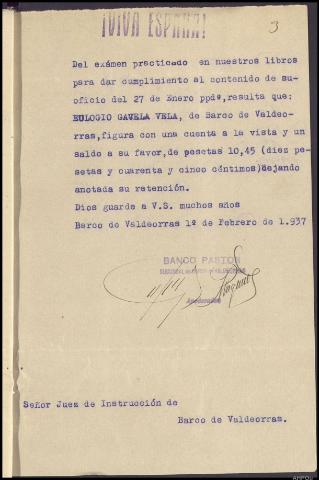 ¡VIVA ESPAÑA!
3
Del exámen practicado en nuestros libros
para dar cumplimiento al contenido de su-
oficio del 27 de Enero ppdº, resulta que:
EULOGIO GAVELA VELA, de Barco de Valdeo-
rras, figura con una cuenta a la vista y un
saldo a su favor, de pesetas 10,45 (diez pe-
setas y cuarenta y cinco céntimos) dejando
anotada su retención.
Dios guarde a V.S. muchos años
Barco de Valdeorras 1º de Febrero de 1.937
BANCO PASTOR
Apoderados
Señor Juez de Instrucción de
Barco de Valdeorras.